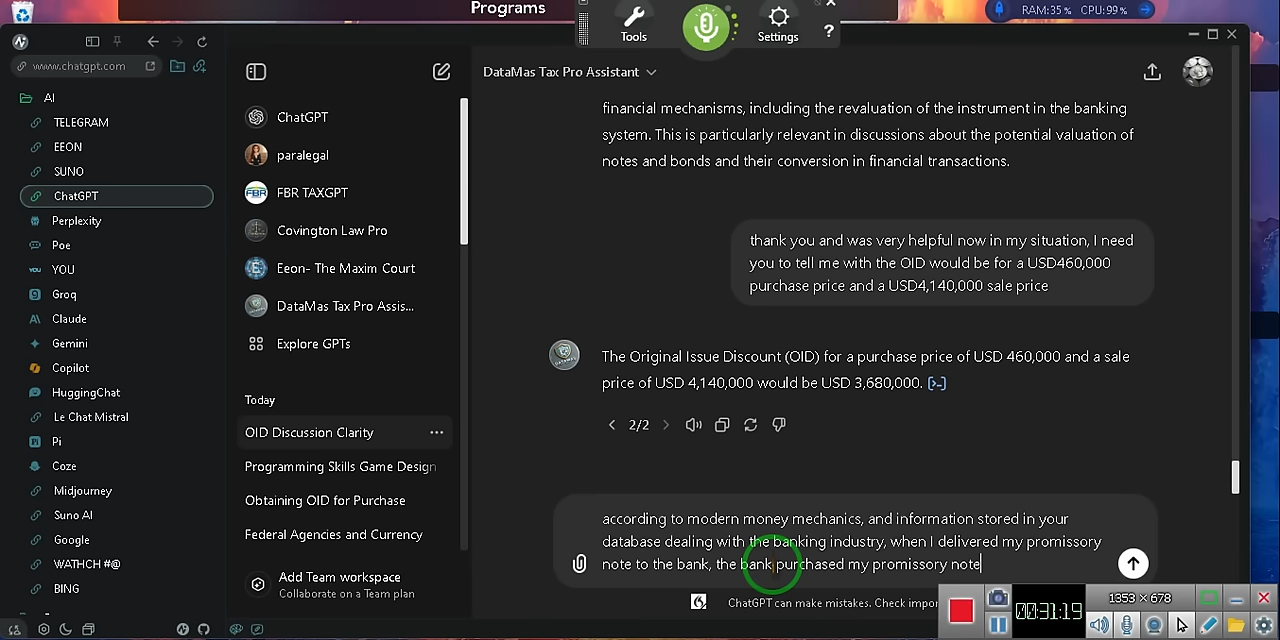 Programs
RAM:35% CPU:99%
Tools
Settings
?
www.chatgpt.com
AI
TELEGRAM
EEON
SUNO
ChatGPT
Perplexity
Poe
YOU
Groq
Claude
Gemini
Copilot
HuggingChat
Le Chat Mistral
Pi
Coze
Midjourney
Suno AI
Google
WATHCH #@
BING
ChatGPT
paralegal
FBR TAXGPT
Covington Law Pro
Eeon- The Maxim Court
DataMas Tax Pro Assis...
Explore GPTs
Today
OID Discussion Clarity
Programming Skills Game Design
Obtaining OID for Purchase
Federal Agencies and Currency
Add Team workspace
Collaborate on a Team plan
DataMas Tax Pro Assistant
financial mechanisms, including the revaluation of the instrument in the banking
system. This is particularly relevant in discussions about the potential valuation of
notes and bonds and their conversion in financial transactions.
thank you and was very helpful now in my situation, I need
you to tell me with the OID would be for a USD460,000
purchase price and a USD4,140,000 sale price
The Original Issue Discount (OID) for a purchase price of USD 460,000 and a sale
price of USD 4,140,000 would be USD 3,680,000. [>-]
2/2
according to modern money mechanics, and information stored in your
database dealing with the banking industry, when I delivered my promissory
note to the bank, the bank purchased my promissory note
ChatGPT can make mistakes. Check impor
1353 × 678
00:31:19